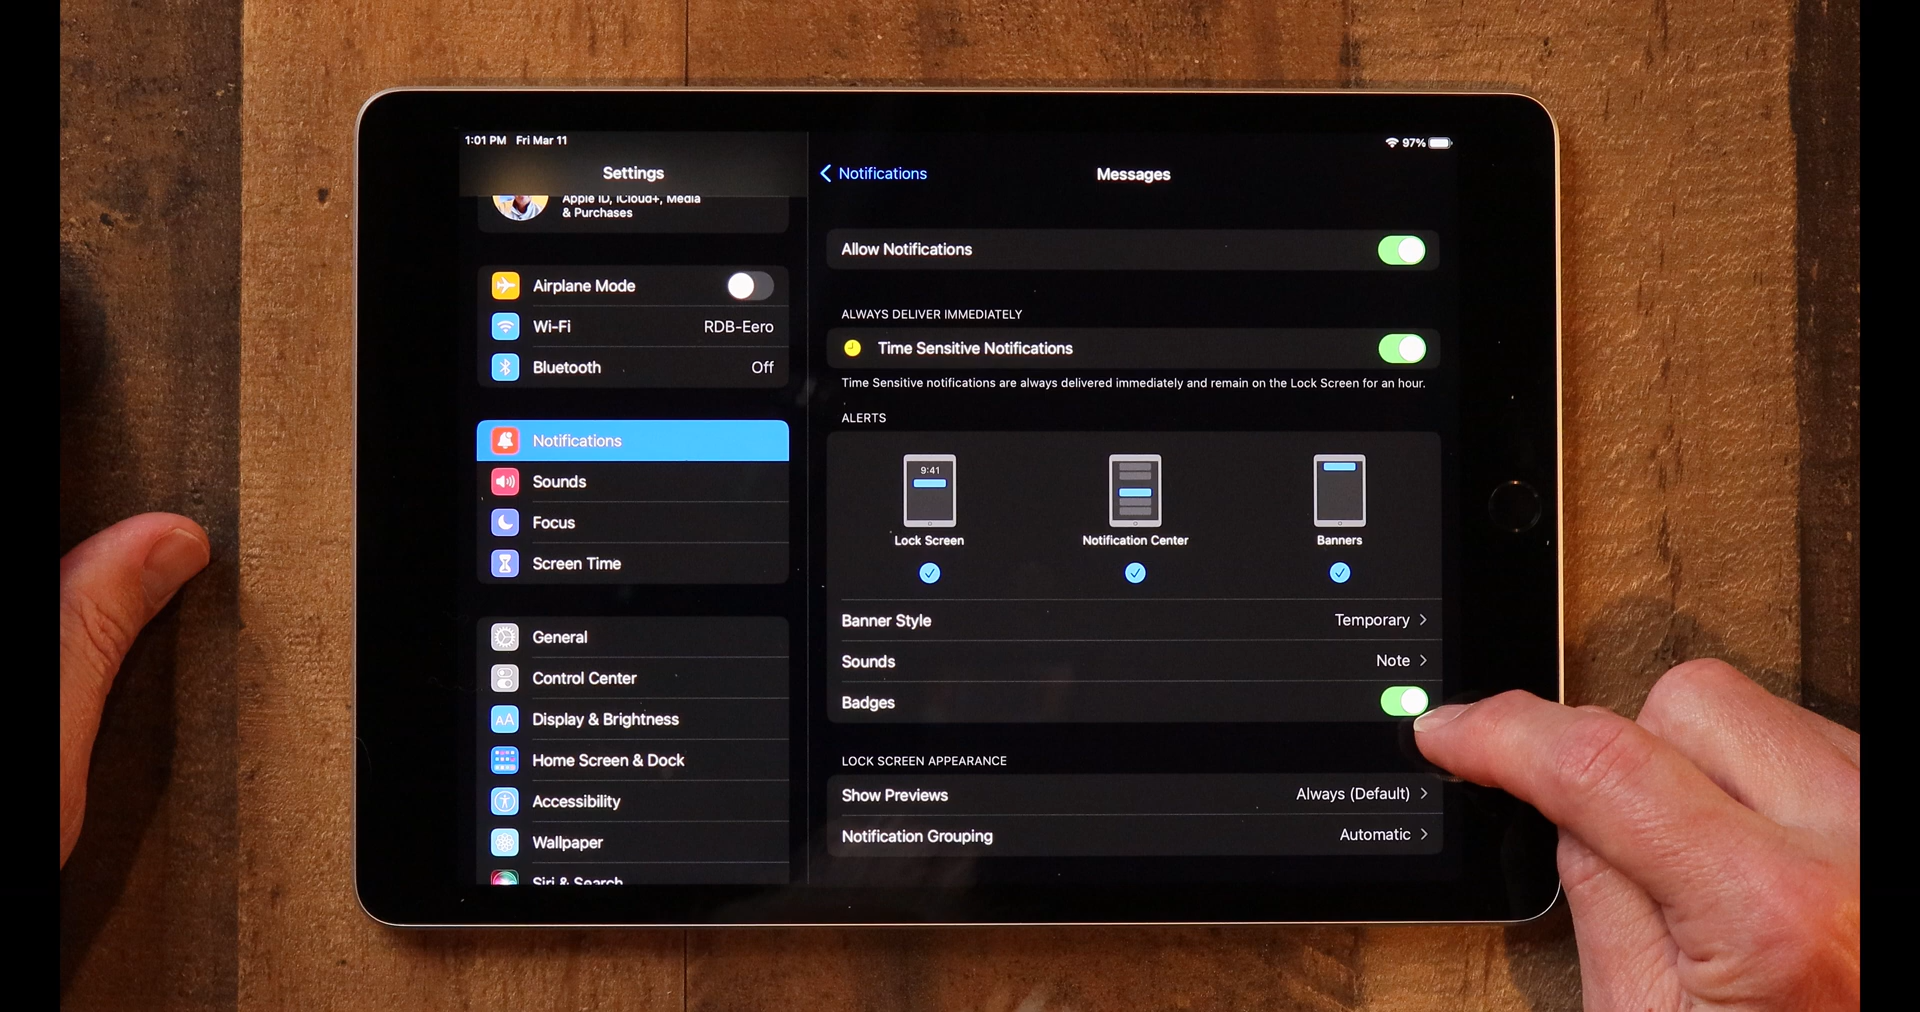 1:01 PM Fri Mar 11
97%
Settings
Apple ID, iCloud+, Media
& Purchases
Airplane Mode
Wi-Fi RDB-Eero
Bluetooth Off
Notifications
Sounds
Focus
Screen Time
General
Control Center
AA Display & Brightness
Home Screen & Dock
Accessibility
Wallpaper
Siri & Search
Notifications
Messages
Allow Notifications
ALWAYS DELIVER IMMEDIATELY
Time Sensitive Notifications
Time Sensitive notifications are always delivered immediately and remain on the Lock Screen for an hour.
ALERTS
9:41
Lock Screen Notification Center Banners
Banner Style Temporary
Sounds Note
Badges
LOCK SCREEN APPEARANCE
Show Previews Always (Default)
Notification Grouping Automatic